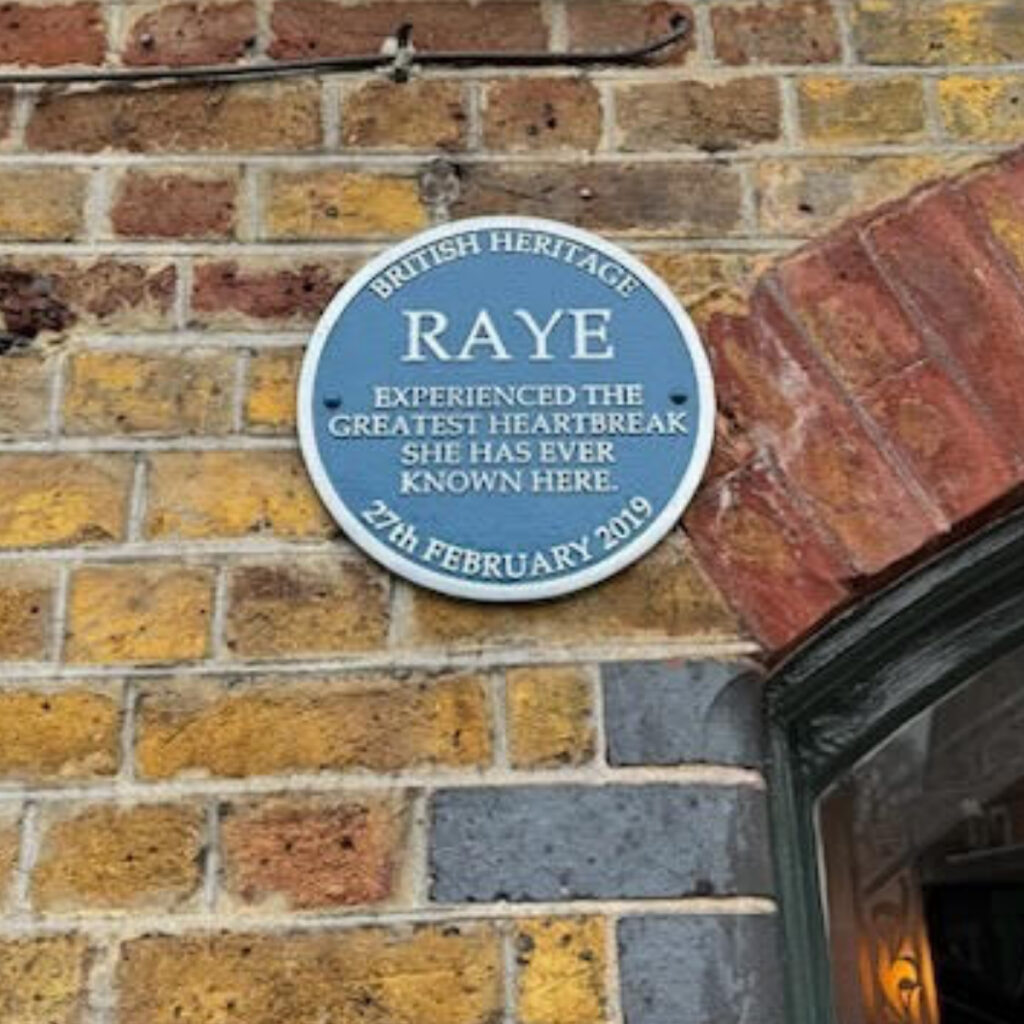 BRITISH HERITAGE
RAYE
EXPERIENCED THE
GREATEST HEARTBREAK
SHE HAS EVER
KNOWN HERE.
27th FEBRUARY 2019